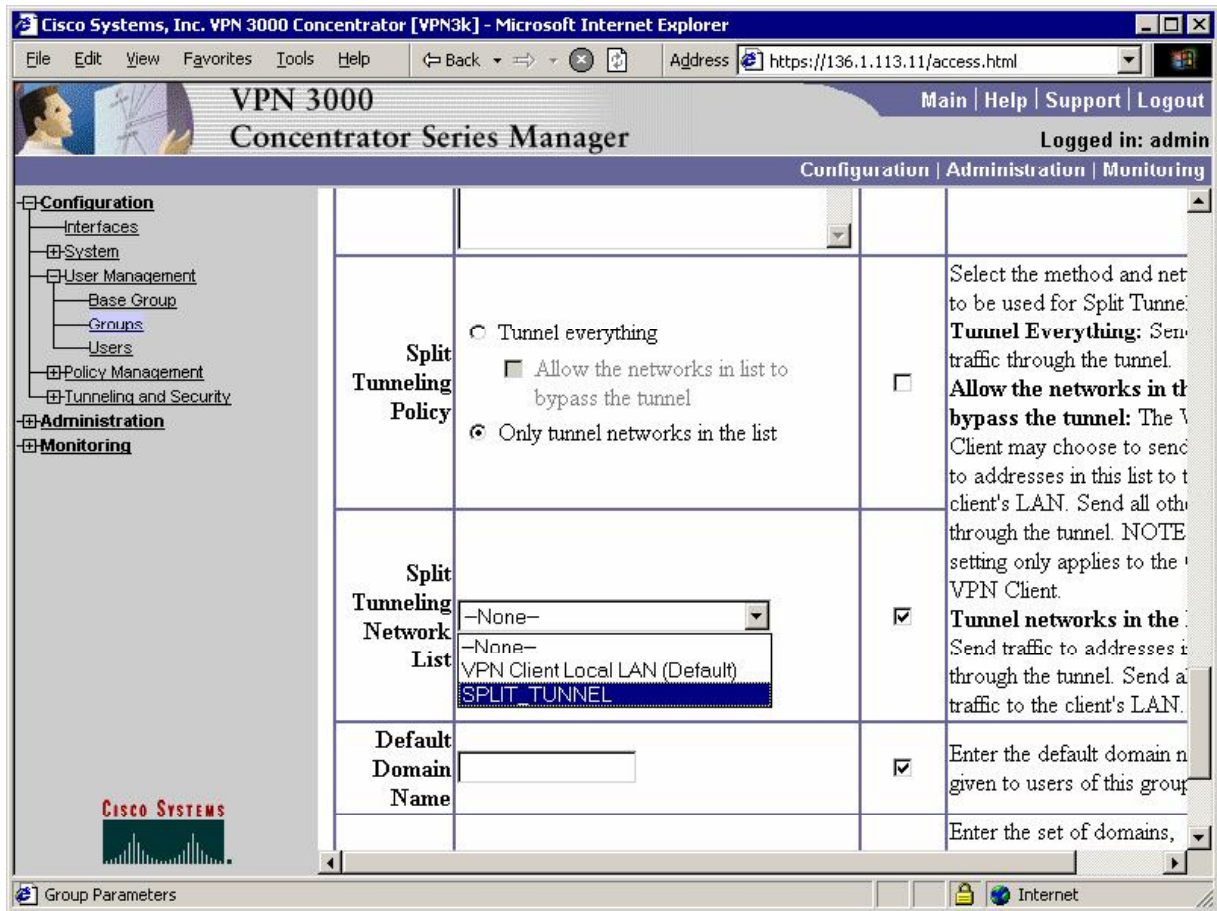 Cisco Systems, Inc. VPN 3000 Concentrator [VPN3k] - Microsoft Internet Explorer
File Edit View Favorites Tools Help Back Address https://136.1.113.11/access.html
VPN 3000
Concentrator Series Manager
Main | Help | Support | Logout
Logged in: admin
Configuration | Administration | Monitoring
Configuration
Interfaces
System
User Management
Base Group
Groups
Users
Policy Management
Tunneling and Security
Administration
Monitoring
CISCO SYSTEMS
Split
Tunneling
Policy
Tunnel everything
Allow the networks in list to
bypass the tunnel
Only tunnel networks in the list
Split
Tunneling
Network
List
--None--
--None--
VPN Client Local LAN (Default)
SPLIT_TUNNEL
Default
Domain
Name
Select the method and net
to be used for Split Tunnel
Tunnel Everything: Sen
traffic through the tunnel.
Allow the networks in th
bypass the tunnel: The V
Client may choose to send
to addresses in this list to t
client's LAN. Send all othe
through the tunnel. NOTE
setting only applies to the
VPN Client.
Tunnel networks in the
Send traffic to addresses i
through the tunnel. Send a
traffic to the client's LAN.
Enter the default domain n
given to users of this group
Enter the set of domains,
Group Parameters
Internet